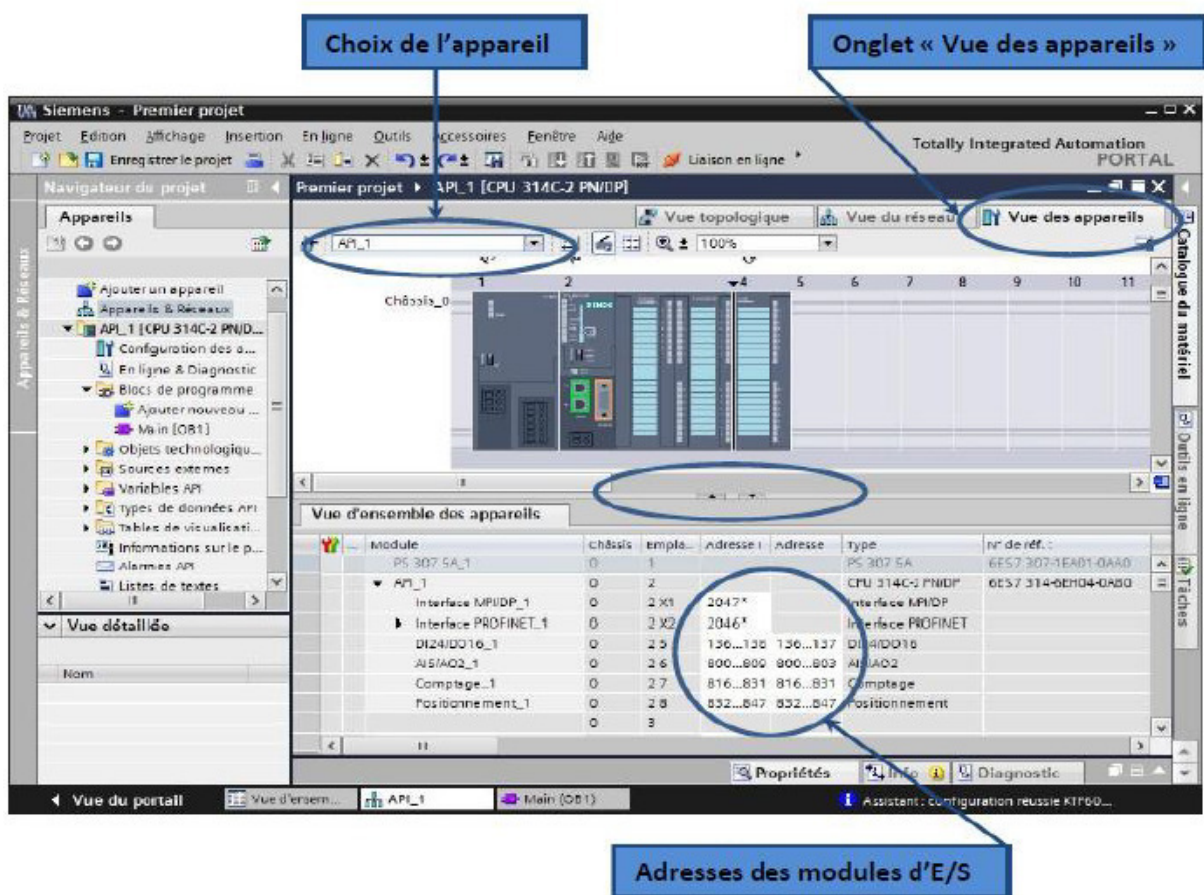 Choix de l'appareil
Onglet « Vue des appareils »
Siemens - Premier projet
Projet Edition Affichage Insertion En ligne Outils Accessoires Fenêtre Aide
Totally Integrated Automation
PORTAL
Enregistrer le projet
Liaison en ligne
Navigateur du projet
Premier projet API_1 [CPU 314C-2 PN/DP]
Appareils
Vue topologique
Vue du réseau
Vue des appareils
API_1
100%
Ajouter un appareil
Appareils & Réseaux
API_1 [CPU 314C-2 PN/D...
Configuration des a...
En ligne & Diagnostic
Blocs de programme
Ajouter nouveau ...
Main [OB1]
Objets technologiqu...
Sources externes
Variables API
Types de données API
Tables de visualisati...
Informations sur le p...
Alarmes API
Listes de textes
Appareils & Réseaux
1 2 4 5 6 7 8 9 10 11
Châssis_0
Catalogue du matériel
Outils en ligne
Tâches
Vue d'ensemble des appareils
... Module Châssis Empla... Adresse I Adresse Type N° de réf. :
PS 307 5A_1 0 1 PS 307 5A 6ES7 307-1EA01-0AA0
API_1 0 2 CPU 314C-2 PN/DP 6ES7 314-6EH04-0AB0
Interface MPI/DP_1 0 2 X1 2047* Interface MPI/DP
Interface PROFINET_1 0 2 X2 2046* Interface PROFINET
DI24/DO16_1 0 2 5 136...138 136...137 DI24/DO16
AI5/AO2_1 0 2 6 800...809 800...803 AI5/AO2
Comptage_1 0 2 7 816...831 816...831 Comptage
Positionnement_1 0 2 8 832...847 832...847 Positionnement
0 3
Vue détaillée
Nom
Propriétés
Info
Diagnostic
Vue du portail
Vue d'ensem...
API_1
Main (OB1)
Assistant : configuration réussie KTP60...
Adresses des modules d'E/S